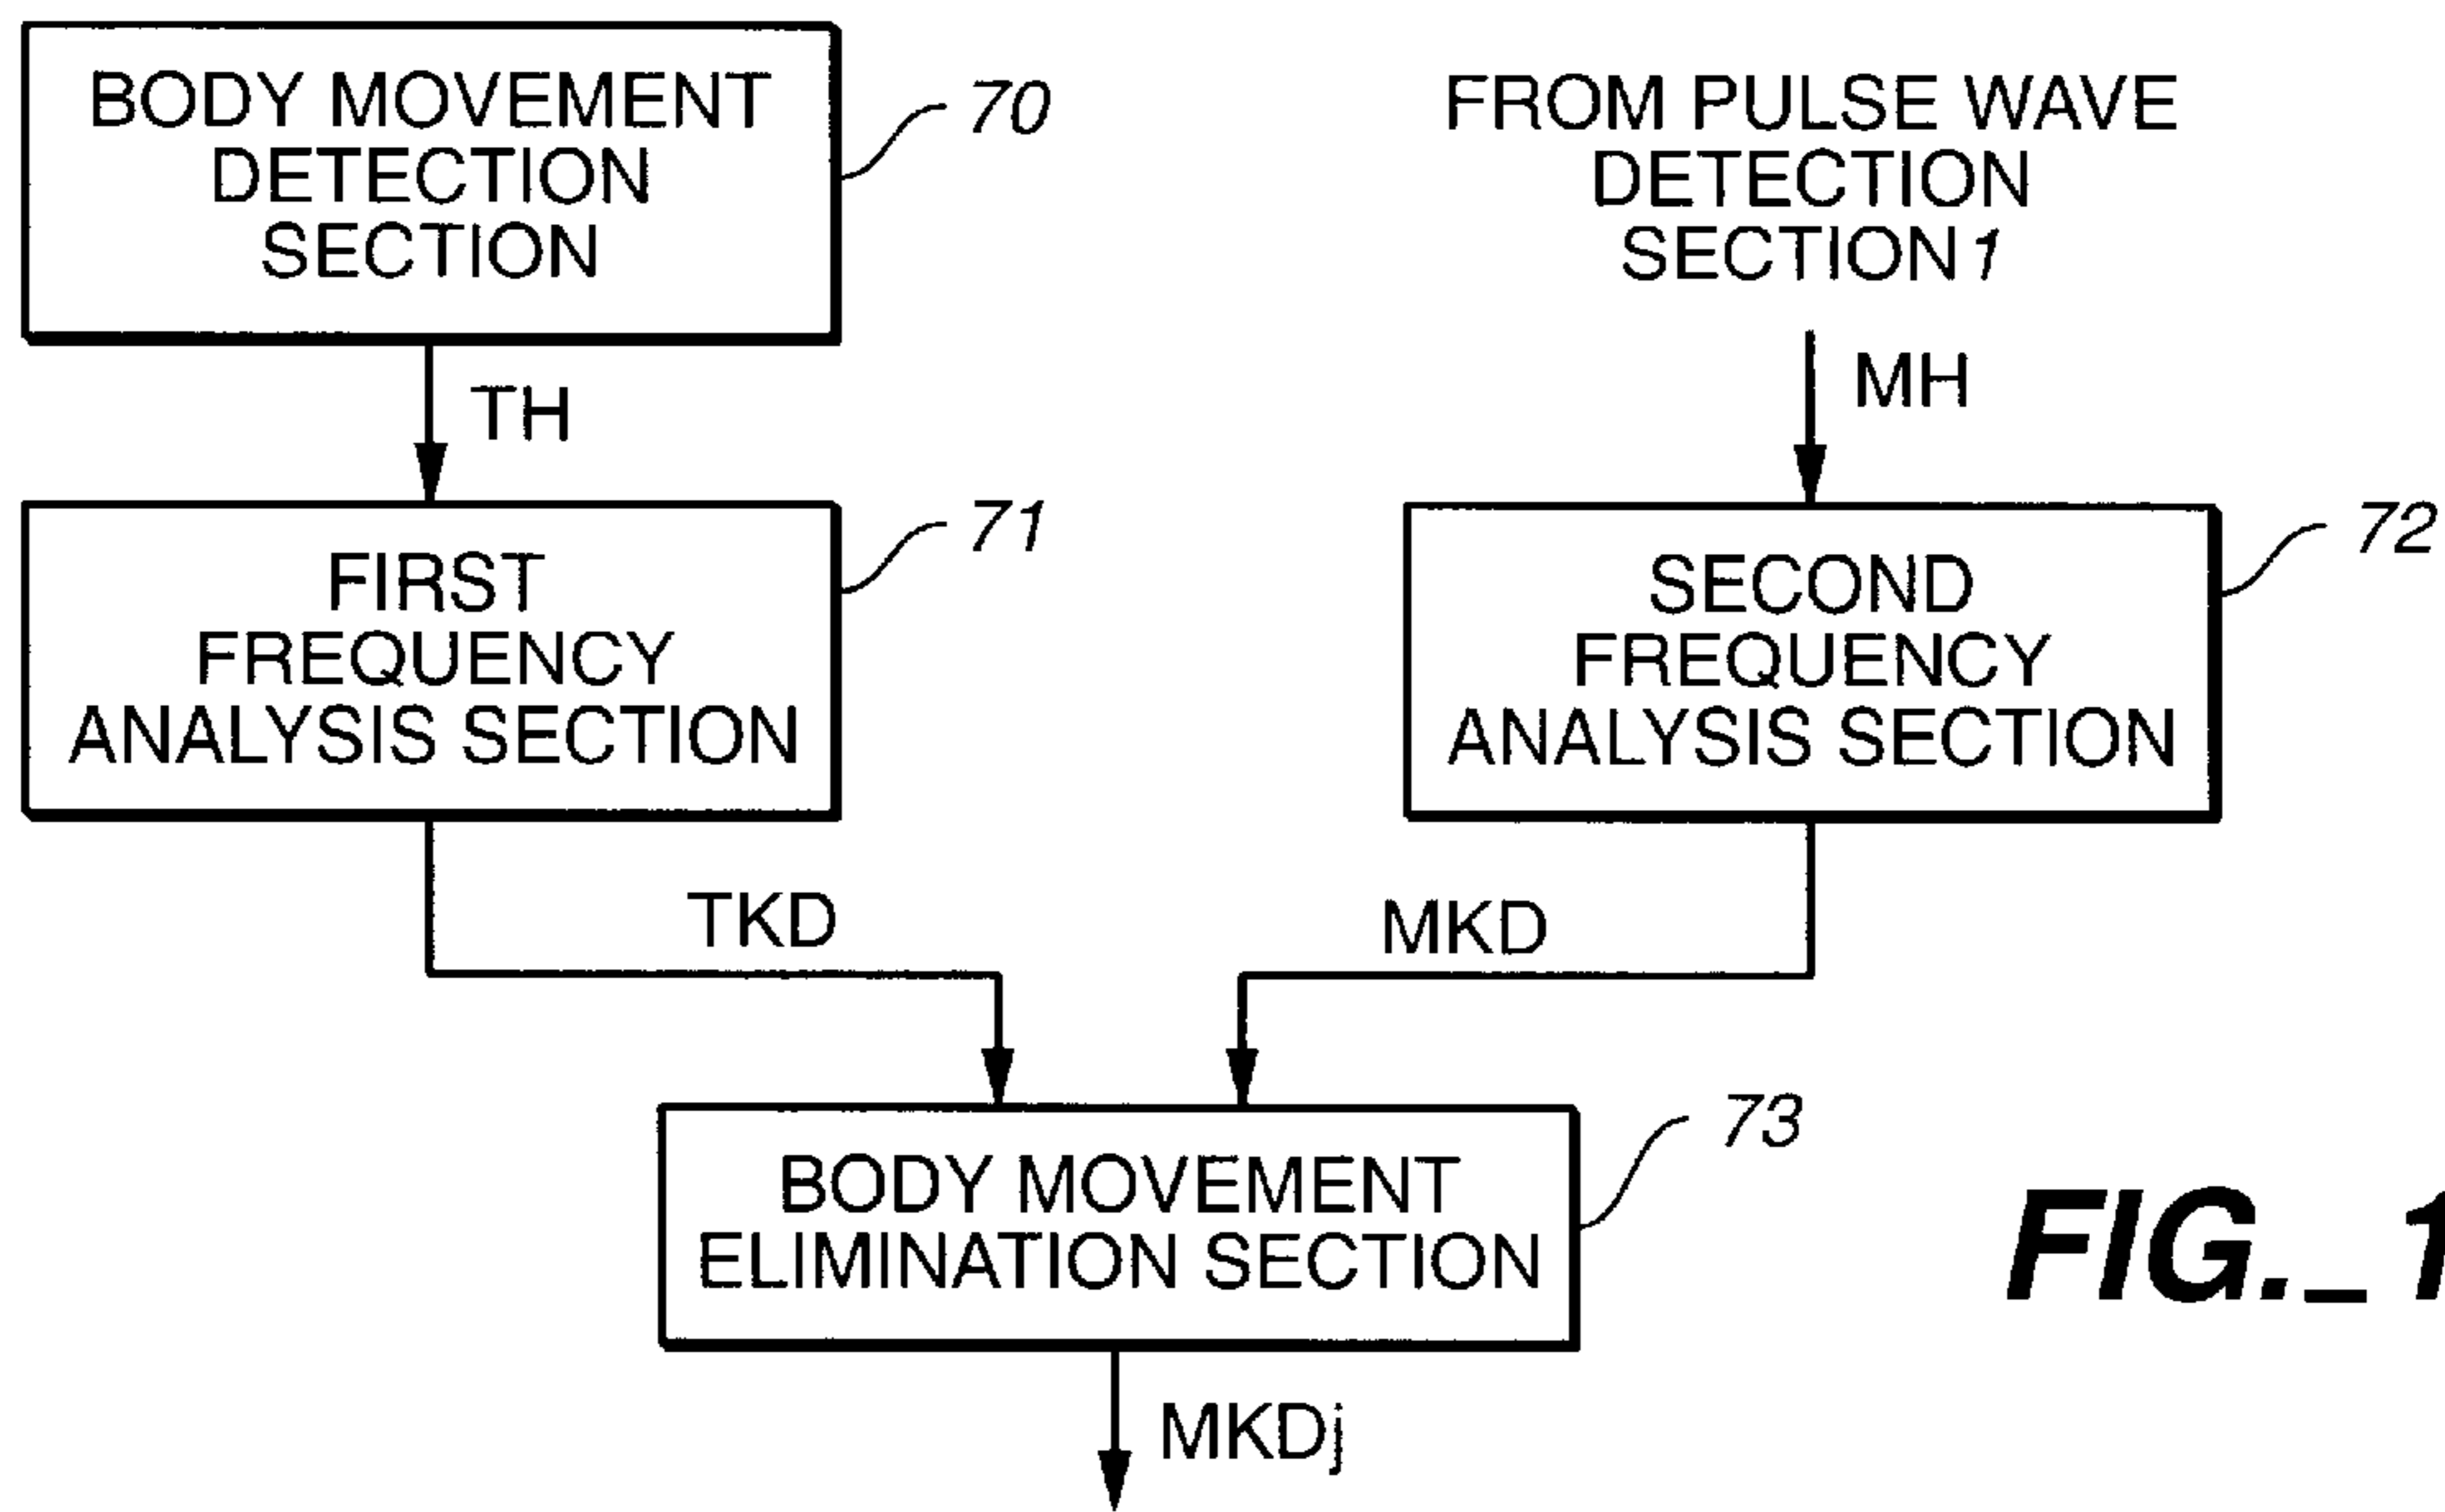 BODY MOVEMENT
DETECTION
SECTION
70
FROM PULSE WAVE
DETECTION
SECTION 1
TH
MH
FIRST
FREQUENCY
ANALYSIS SECTION
71
SECOND
FREQUENCY
ANALYSIS SECTION
72
TKD
MKD
BODY MOVEMENT
ELIMINATION SECTION
73
MKDj
FIG._1